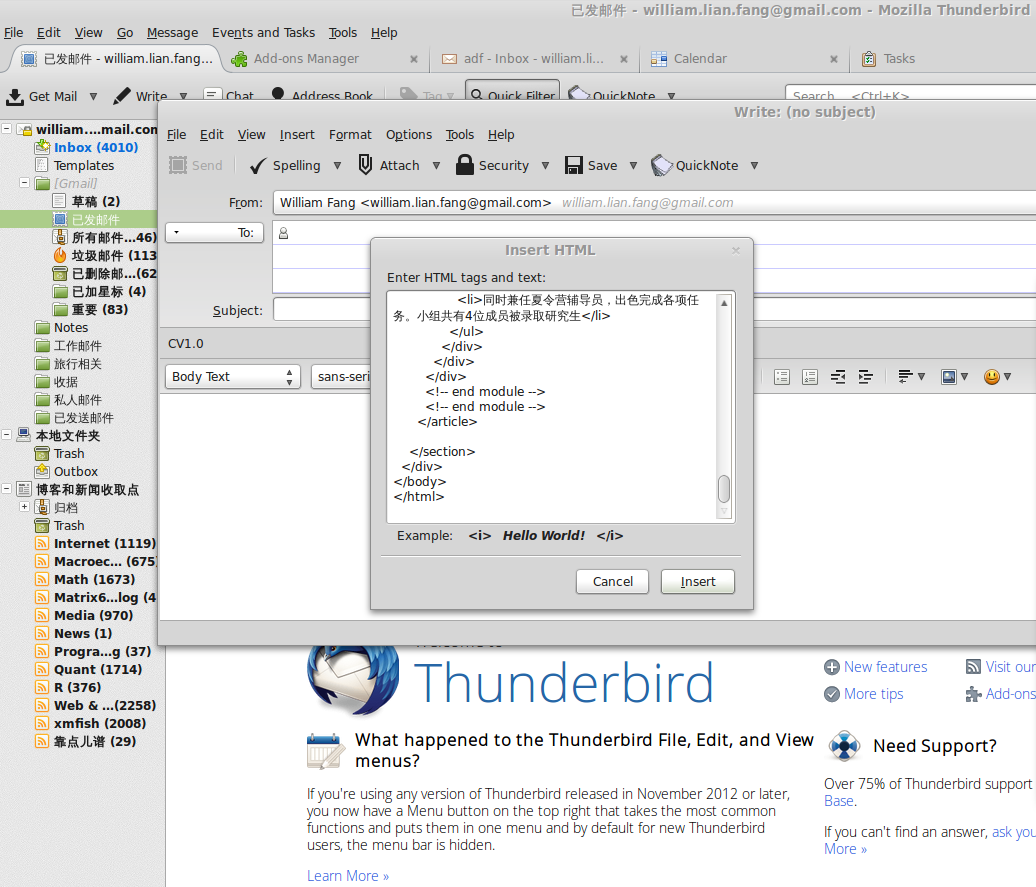 已发邮件 - william.lian.fang@gmail.com - Mozilla Thunderbird
File Edit View Go Message Events and Tasks Tools Help
已发邮件 - william.lian.fang... Add-ons Manager adf - Inbox - william.li... Calendar Tasks
Get Mail Write Chat Address Book Tag Quick Filter QuickNote Search... <Ctrl+K>
william....mail.com
Inbox (4010)
Templates
[Gmail]
草稿 (2)
已发邮件
所有邮件...46)
垃圾邮件 (113
已删除邮...(62
已加星标 (4)
重要 (83)
Notes
工作邮件
旅行相关
收据
私人邮件
已发送邮件
本地文件夹
Trash
Outbox
博客和新闻收取点
归档
Trash
Internet (1119)
Macroec... (675)
Math (1673)
Matrix6...log (4
Media (970)
News (1)
Progra...g (37)
Quant (1714)
R (376)
Web & ...(2258)
xmfish (2008)
靠点儿谱 (29)
Write: (no subject)
File Edit View Insert Format Options Tools Help
Send Spelling Attach Security Save QuickNote
From: William Fang <william.lian.fang@gmail.com> william.lian.fang@gmail.com
To:
Subject:
CV1.0
Body Text sans-seri
Insert HTML
Enter HTML tags and text:
<li>同时兼任夏令营辅导员，出色完成各项任
务。小组共有4位成员被录取研究生</li>
</ul>
</div>
</div>
</div>
<!-- end module -->
<!-- end module -->
</article>
</section>
</div>
</body>
</html>
Example: <i> Hello World! </i>
Cancel Insert
Thunderbird
New features Visit our
More tips Add-ons
What happened to the Thunderbird File, Edit, and View
menus?
If you're using any version of Thunderbird released in November 2012 or later,
you now have a Menu button on the top right that takes the most common
functions and puts them in one menu and by default for new Thunderbird
users, the menu bar is hidden.
Learn More »
Need Support?
Over 75% of Thunderbird support
Base.
If you can't find an answer, ask you
More »